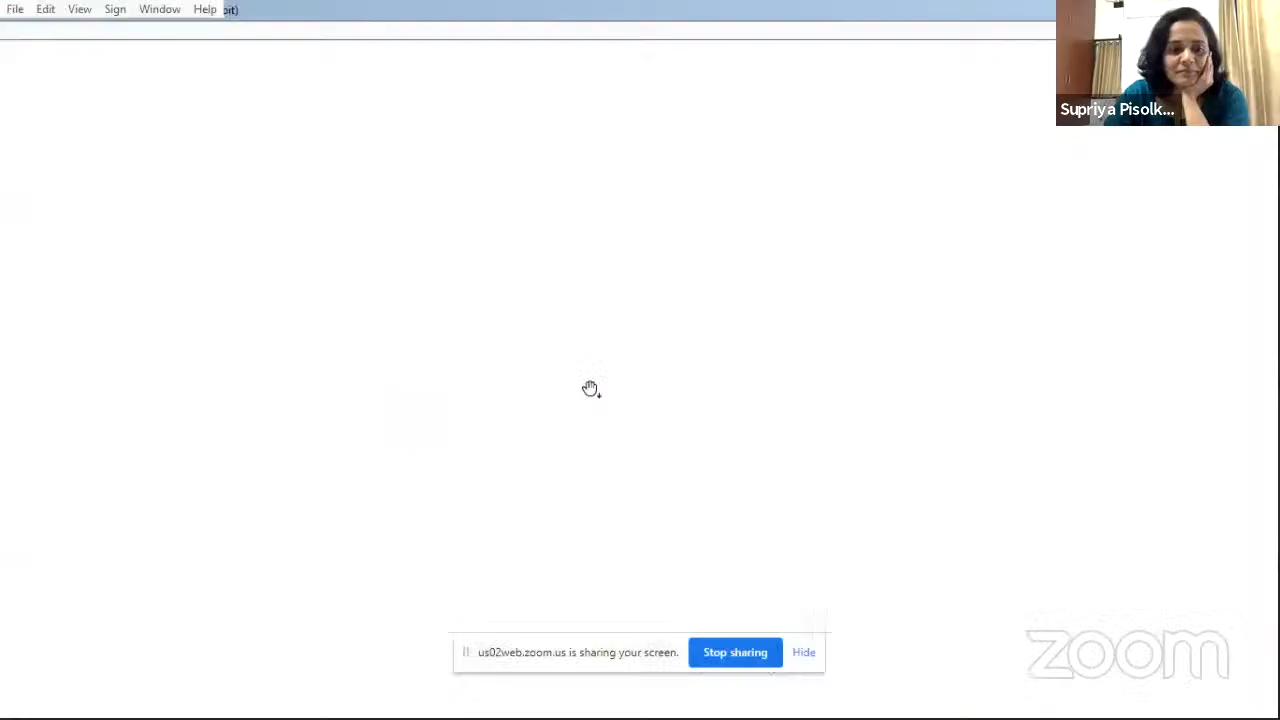 File Edit View Sign Window Help bit)
Supriya Pisolk...
us02web.zoom.us is sharing your screen. Stop sharing Hide
zoom